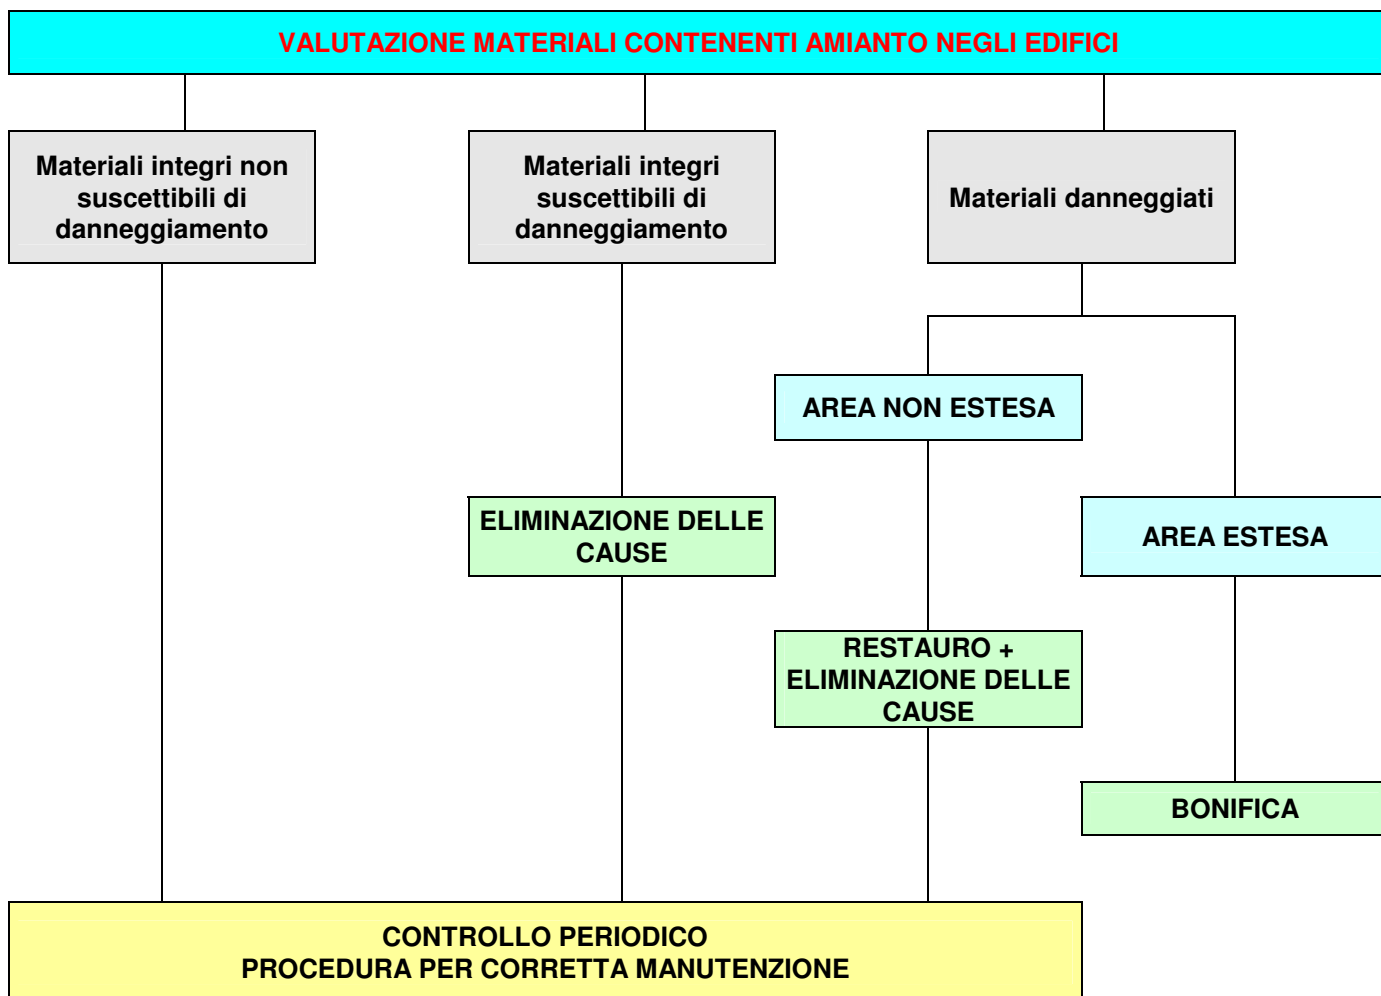 VALUTAZIONE MATERIALI CONTENENTI AMIANTO NEGLI EDIFICI
Materiali integri non
suscettibili di
danneggiamento
Materiali integri
suscettibili di
danneggiamento
Materiali danneggiati
AREA NON ESTESA
ELIMINAZIONE DELLE
CAUSE
AREA ESTESA
RESTAURO +
ELIMINAZIONE DELLE
CAUSE
BONIFICA
CONTROLLO PERIODICO
PROCEDURA PER CORRETTA MANUTENZIONE